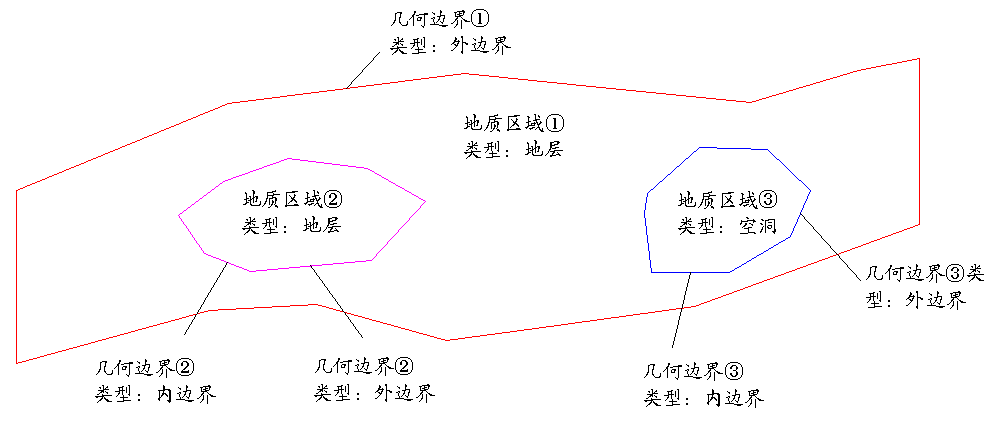 几何边界①
类型：外边界
地质区域①
类型：地层
地质区域②
类型：地层
地质区域③
类型：空洞
几何边界③类
型：外边界
几何边界②
类型：内边界
几何边界②
类型：外边界
几何边界③
类型：内边界